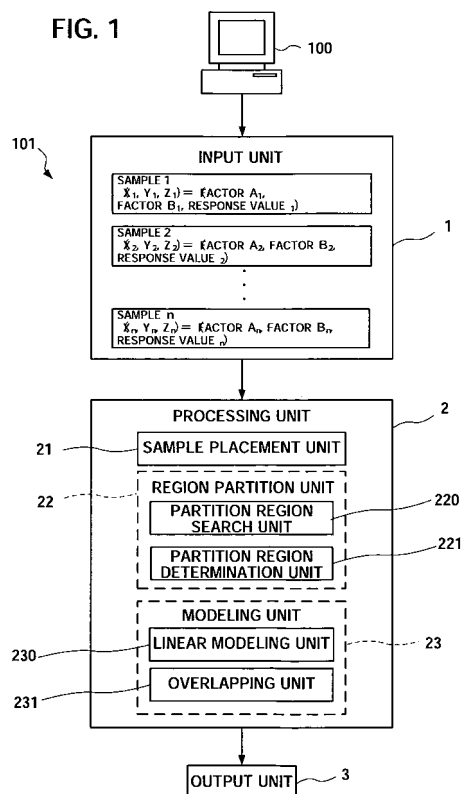 FIG. 1
100
101
INPUT UNIT
SAMPLE 1
(X1, Y1, Z1) = (FACTOR A1,
FACTOR B1, RESPONSE VALUE 1)
SAMPLE 2
(X2, Y2, Z2) = (FACTOR A2, FACTOR B2,
RESPONSE VALUE 2)
SAMPLE n
(Xn, Yn, Zn) = (FACTOR An, FACTOR Bn,
RESPONSE VALUE n)
1
PROCESSING UNIT
2
21
SAMPLE PLACEMENT UNIT
22
REGION PARTITION UNIT
PARTITION REGION
SEARCH UNIT
220
PARTITION REGION
DETERMINATION UNIT
221
MODELING UNIT
230
LINEAR MODELING UNIT
23
231
OVERLAPPING UNIT
OUTPUT UNIT
3